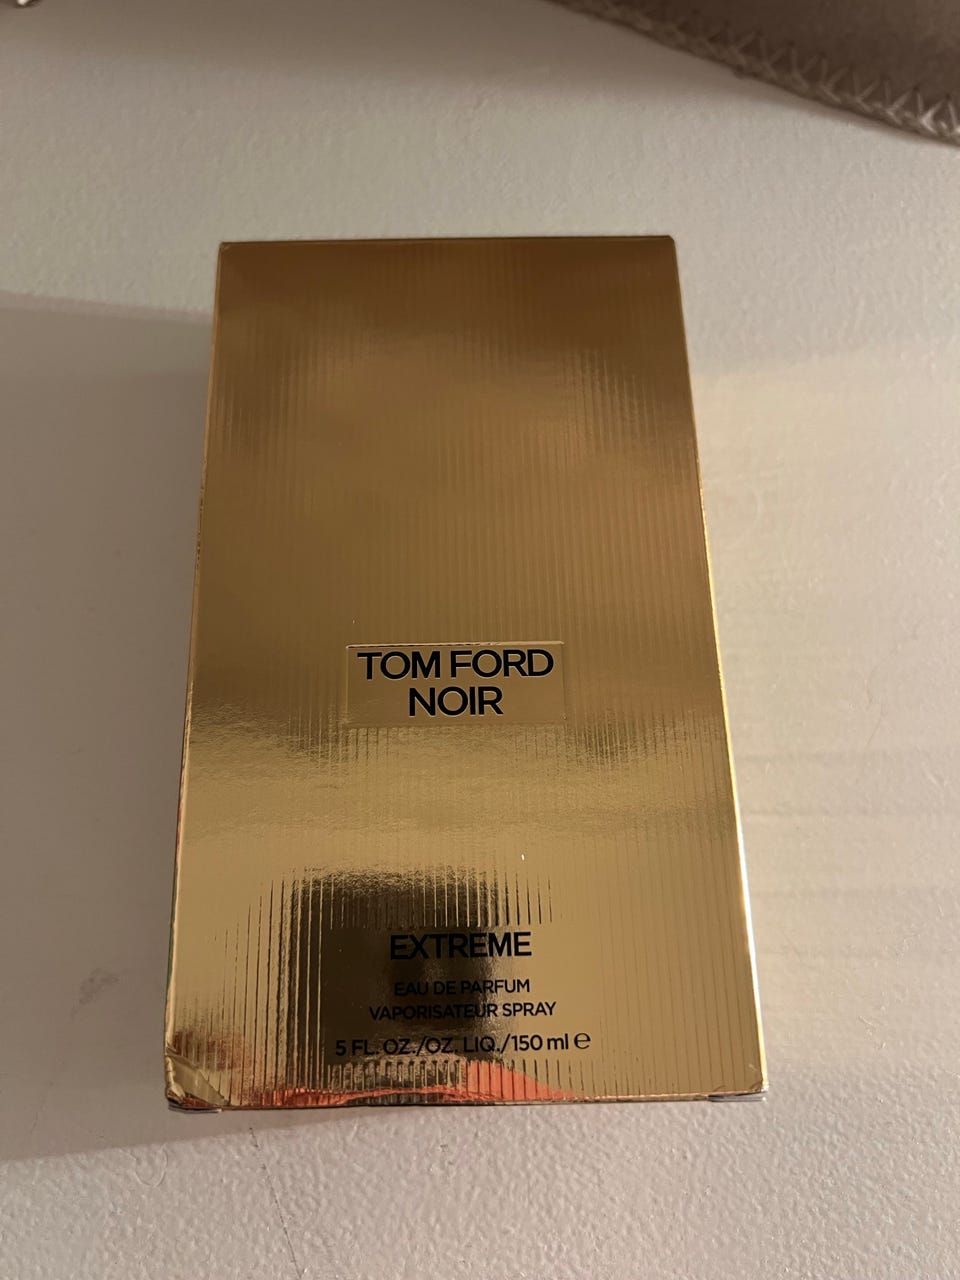 TOM FORD
NOIR
EXTREME
EAU DE PARFUM
VAPORISATEUR SPRAY
5 FL. OZ./OZ. LIQ./150 ml ℮